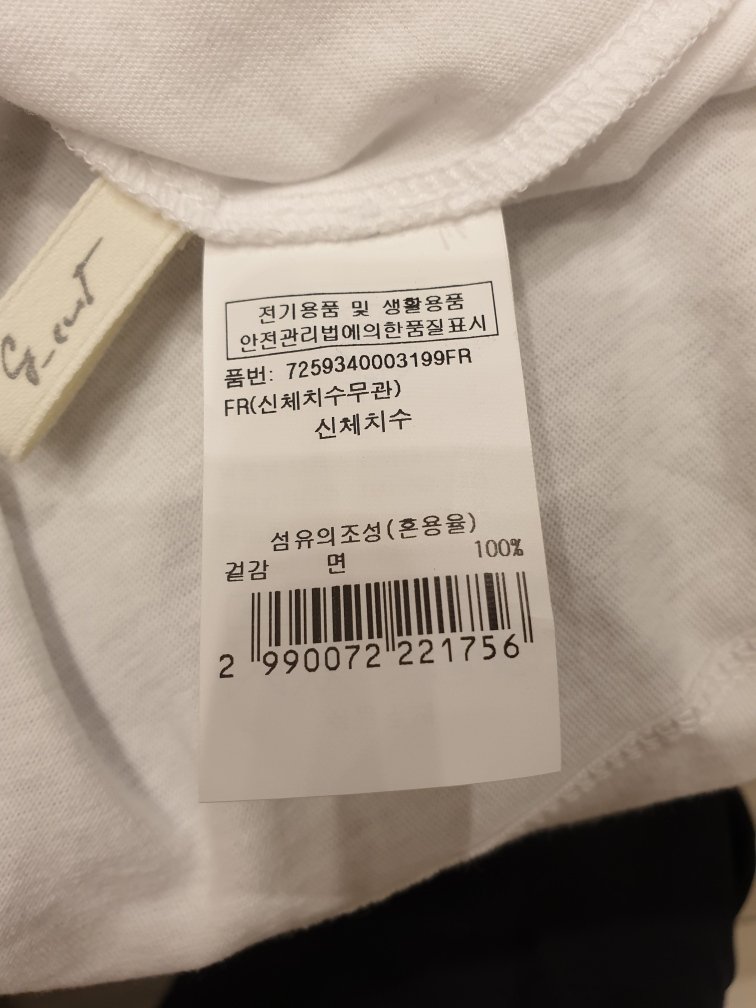 G_cut
전기용품 및 생활용품
안전관리법에의한품질표시
품번: 7259340003199FR
FR(신체치수무관)
신체치수
섬유의조성(혼용율)
겉감 면 100%
2 990072 221756